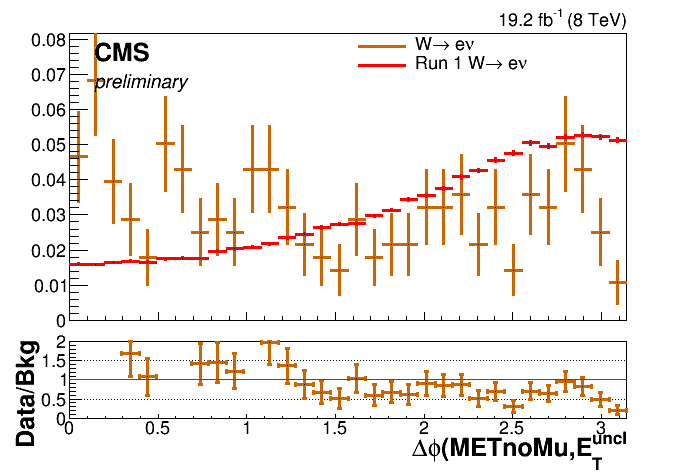 19.2 fb⁻¹ (8 TeV)
CMS
preliminary
W→ eν
Run 1 W→ eν
0.08
0.07
0.06
0.05
0.04
0.03
0.02
0.01
0
Data/Bkg
2
1.5
1
0.5
0
0 0.5 1 1.5 2 2.5 3
Δϕ(METnoMu,E_T^uncl